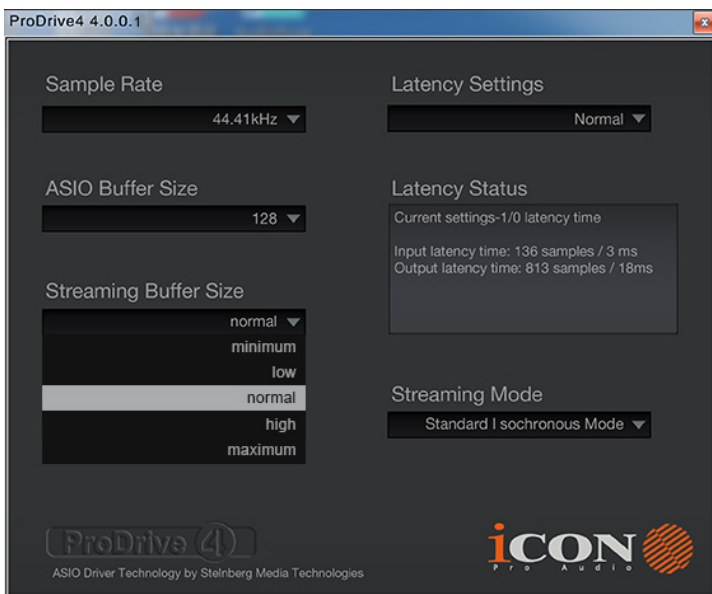 ProDrive4 4.0.0.1
Sample Rate
44.41kHz
ASIO Buffer Size
128
Streaming Buffer Size
normal
minimum
low
normal
high
maximum
Latency Settings
Normal
Latency Status
Current settings-1/0 latency time
Input latency time: 136 samples / 3 ms
Output latency time: 813 samples / 18ms
Streaming Mode
Standard I sochronous Mode
ProDrive 4
ASIO Driver Technology by Steinberg Media Technologies
iCON
Pro Audio